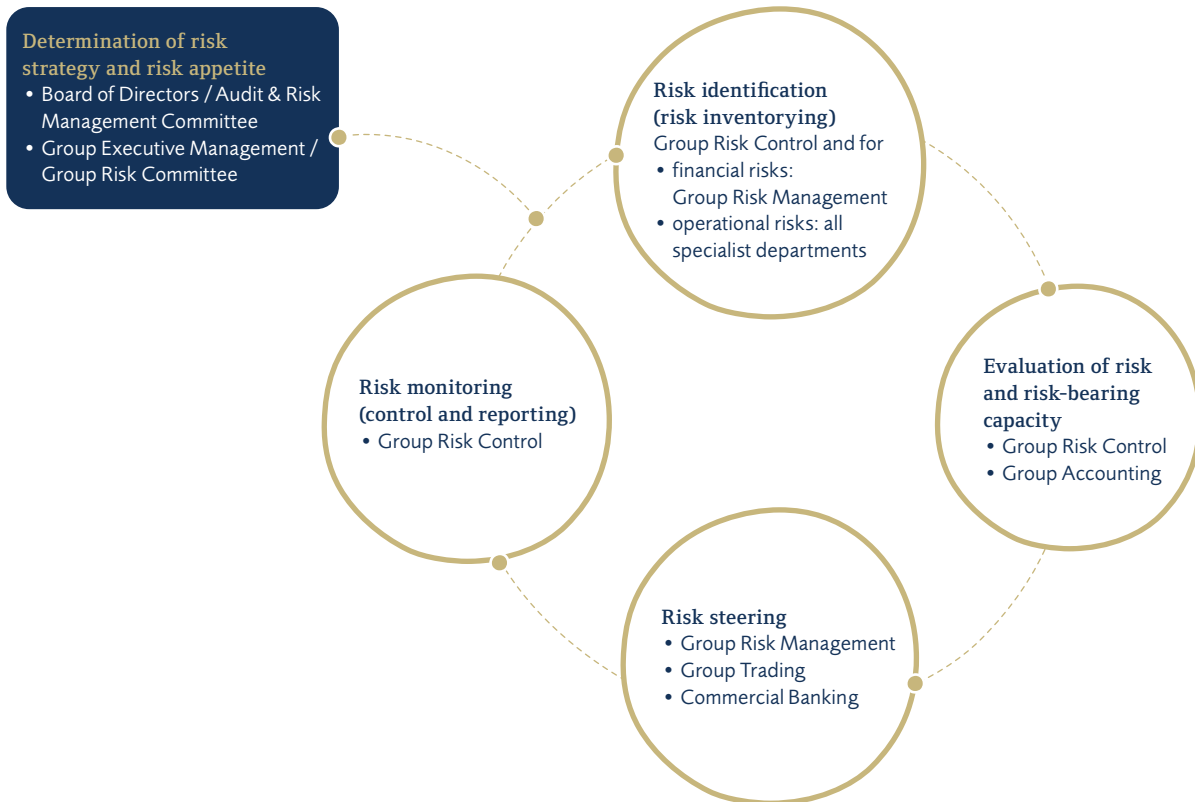 Determination of risk
strategy and risk appetite
• Board of Directors / Audit & Risk
Management Committee
• Group Executive Management /
Group Risk Committee
Risk identification
(risk inventorying)
Group Risk Control and for
• financial risks:
Group Risk Management
• operational risks: all
specialist departments
Evaluation of risk
and risk-bearing
capacity
• Group Risk Control
• Group Accounting
Risk steering
• Group Risk Management
• Group Trading
• Commercial Banking
Risk monitoring
(control and reporting)
• Group Risk Control